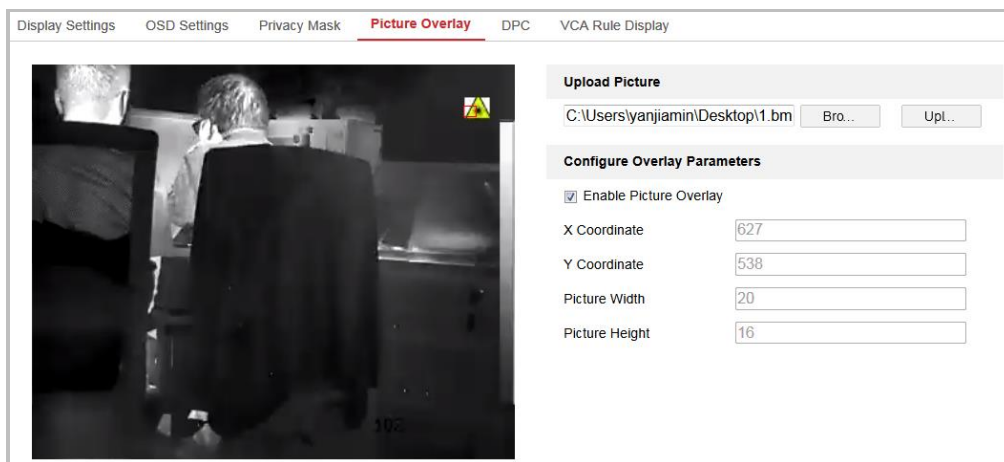 Display Settings OSD Settings Privacy Mask Picture Overlay DPC VCA Rule Display
Upload Picture
C:\Users\yanjiamin\Desktop\1.bm Bro... Upl...
Configure Overlay Parameters
Enable Picture Overlay
X Coordinate 627
Y Coordinate 538
Picture Width 20
Picture Height 16
102